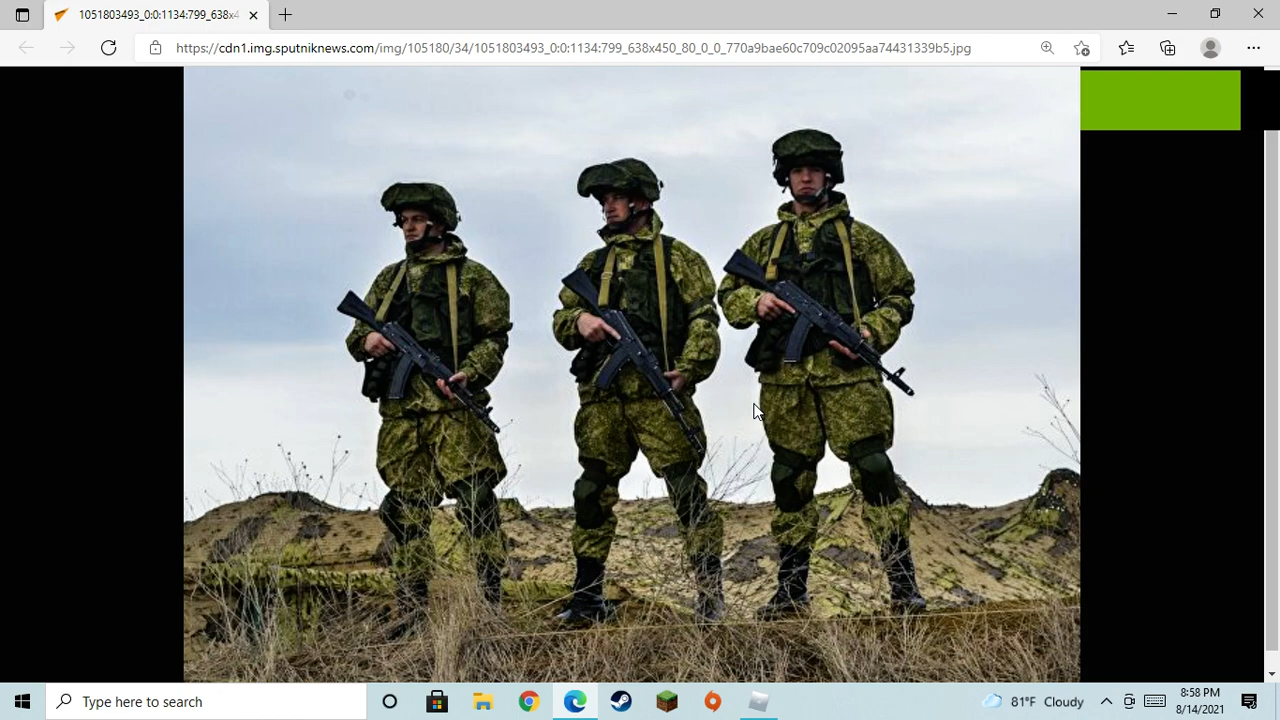 1051803493_0:0:1134:799_638x4
https://cdn1.img.sputniknews.com/img/105180/34/1051803493_0:0:1134:799_638x450_80_0_0_770a93ae60c709c02095aa74431339b5.jpg
Type here to search
81°F Cloudy
8:58 PM
8/14/2021